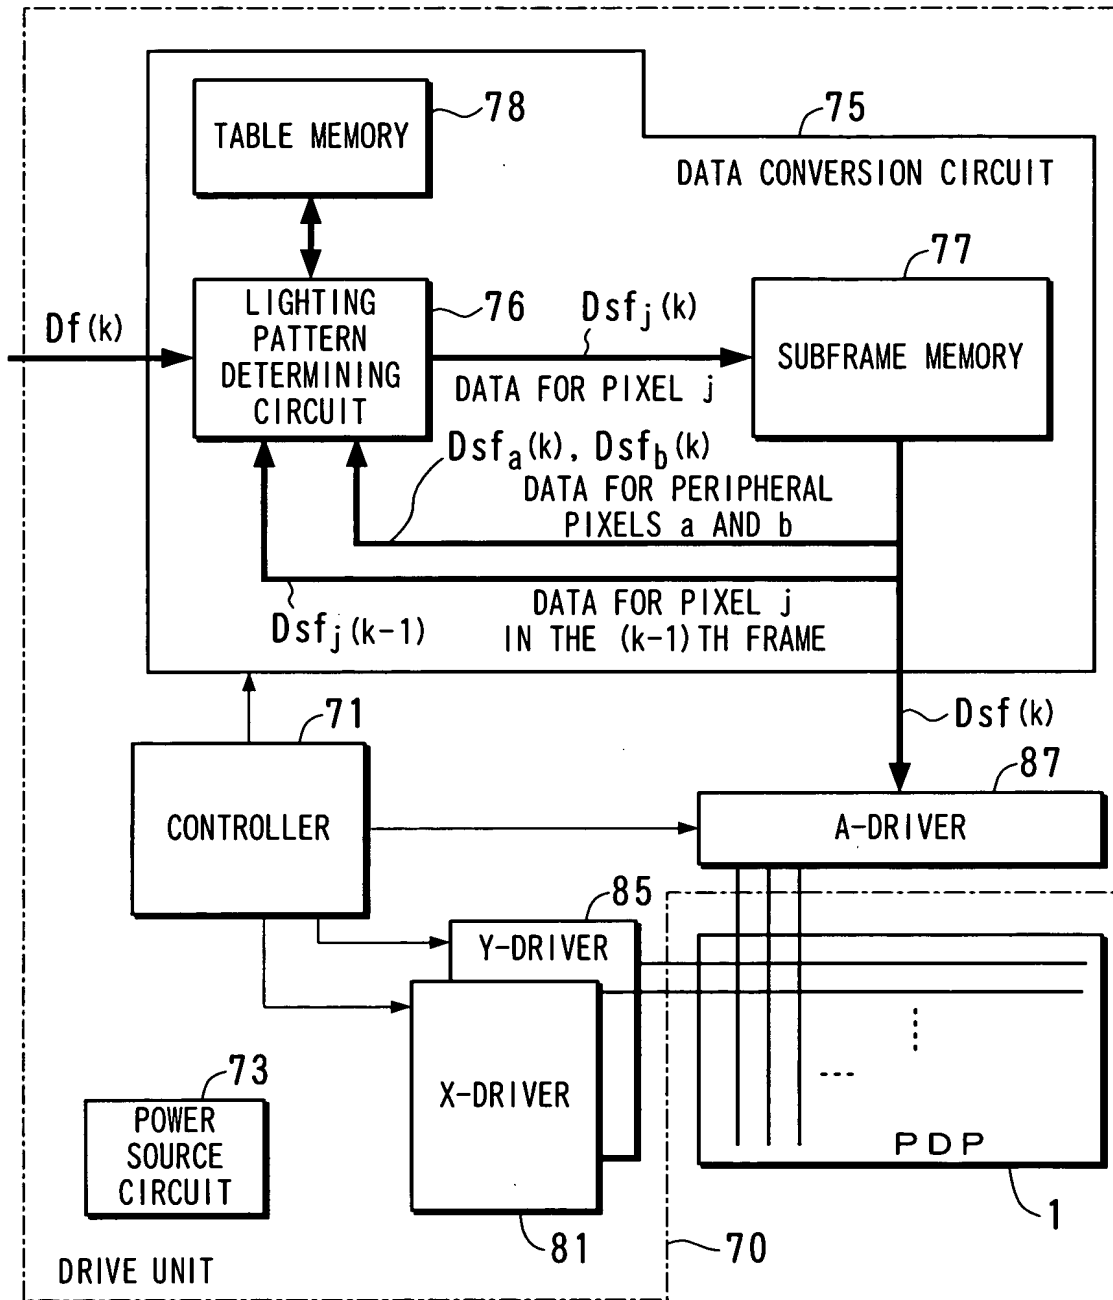 78
TABLE MEMORY
75
DATA CONVERSION CIRCUIT
77
Df(k)
LIGHTING
PATTERN
DETERMINING
CIRCUIT
76
Dsfj(k)
SUBFRAME MEMORY
DATA FOR PIXEL j
Dsfa(k), Dsfb(k)
DATA FOR PERIPHERAL
PIXELS a AND b
Dsfj(k-1)
DATA FOR PIXEL j
IN THE (k-1)TH FRAME
71
Dsf(k)
87
CONTROLLER
A-DRIVER
85
Y-DRIVER
73
X-DRIVER
POWER
SOURCE
CIRCUIT
PDP
81
70
1
DRIVE UNIT